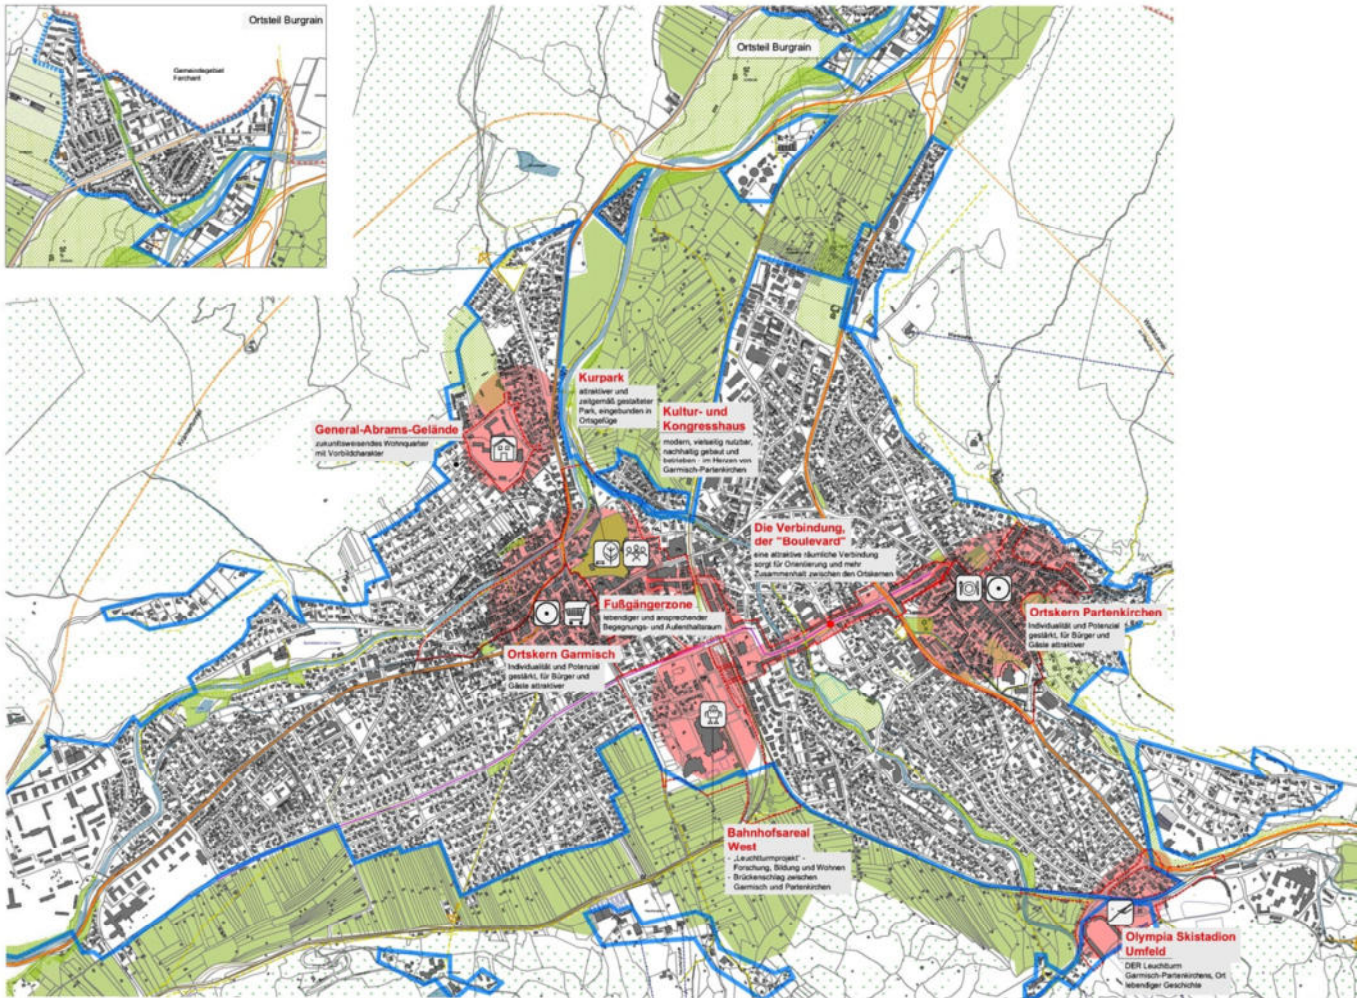 Ortsteil Burgrain
Gemeindegebiet
Farchant
Ortsteil Burgrain
Kurpark
attraktiver und
zeitgemäß gestalteter
Park, eingebunden in
Ortsgefüge
Kultur- und
Kongresshaus
modern, vielseitig nutzbar,
nachhaltig gebaut und
betrieben - im Herzen von
Garmisch-Partenkirchen
General-Abrams-Gelände
zukunftsweisendes Wohnquartier
mit Vorbildcharakter
Die Verbindung,
der "Boulevard"
eine attraktive räumliche Verbindung
sorgt für Orientierung und mehr
Zusammenhalt zwischen den Ortskernen
Fußgängerzone
lebendiger und ansprechender
Begegnungs- und Aufenthaltsraum
Ortskern Partenkirchen
Individualität und Potenzial
gestärkt, für Bürger und
Gäste attraktiver
Ortskern Garmisch
Individualität und Potenzial
gestärkt, für Bürger und
Gäste attraktiver
Bahnhofsareal
West
- „Leuchtturmprojekt" -
Forschung, Bildung und Wohnen
- Brückenschlag zwischen
Garmisch und Partenkirchen
Olympia Skistadion
Umfeld
DER Leuchtturm
Garmisch-Partenkirchens, Ort
lebendiger Geschichte